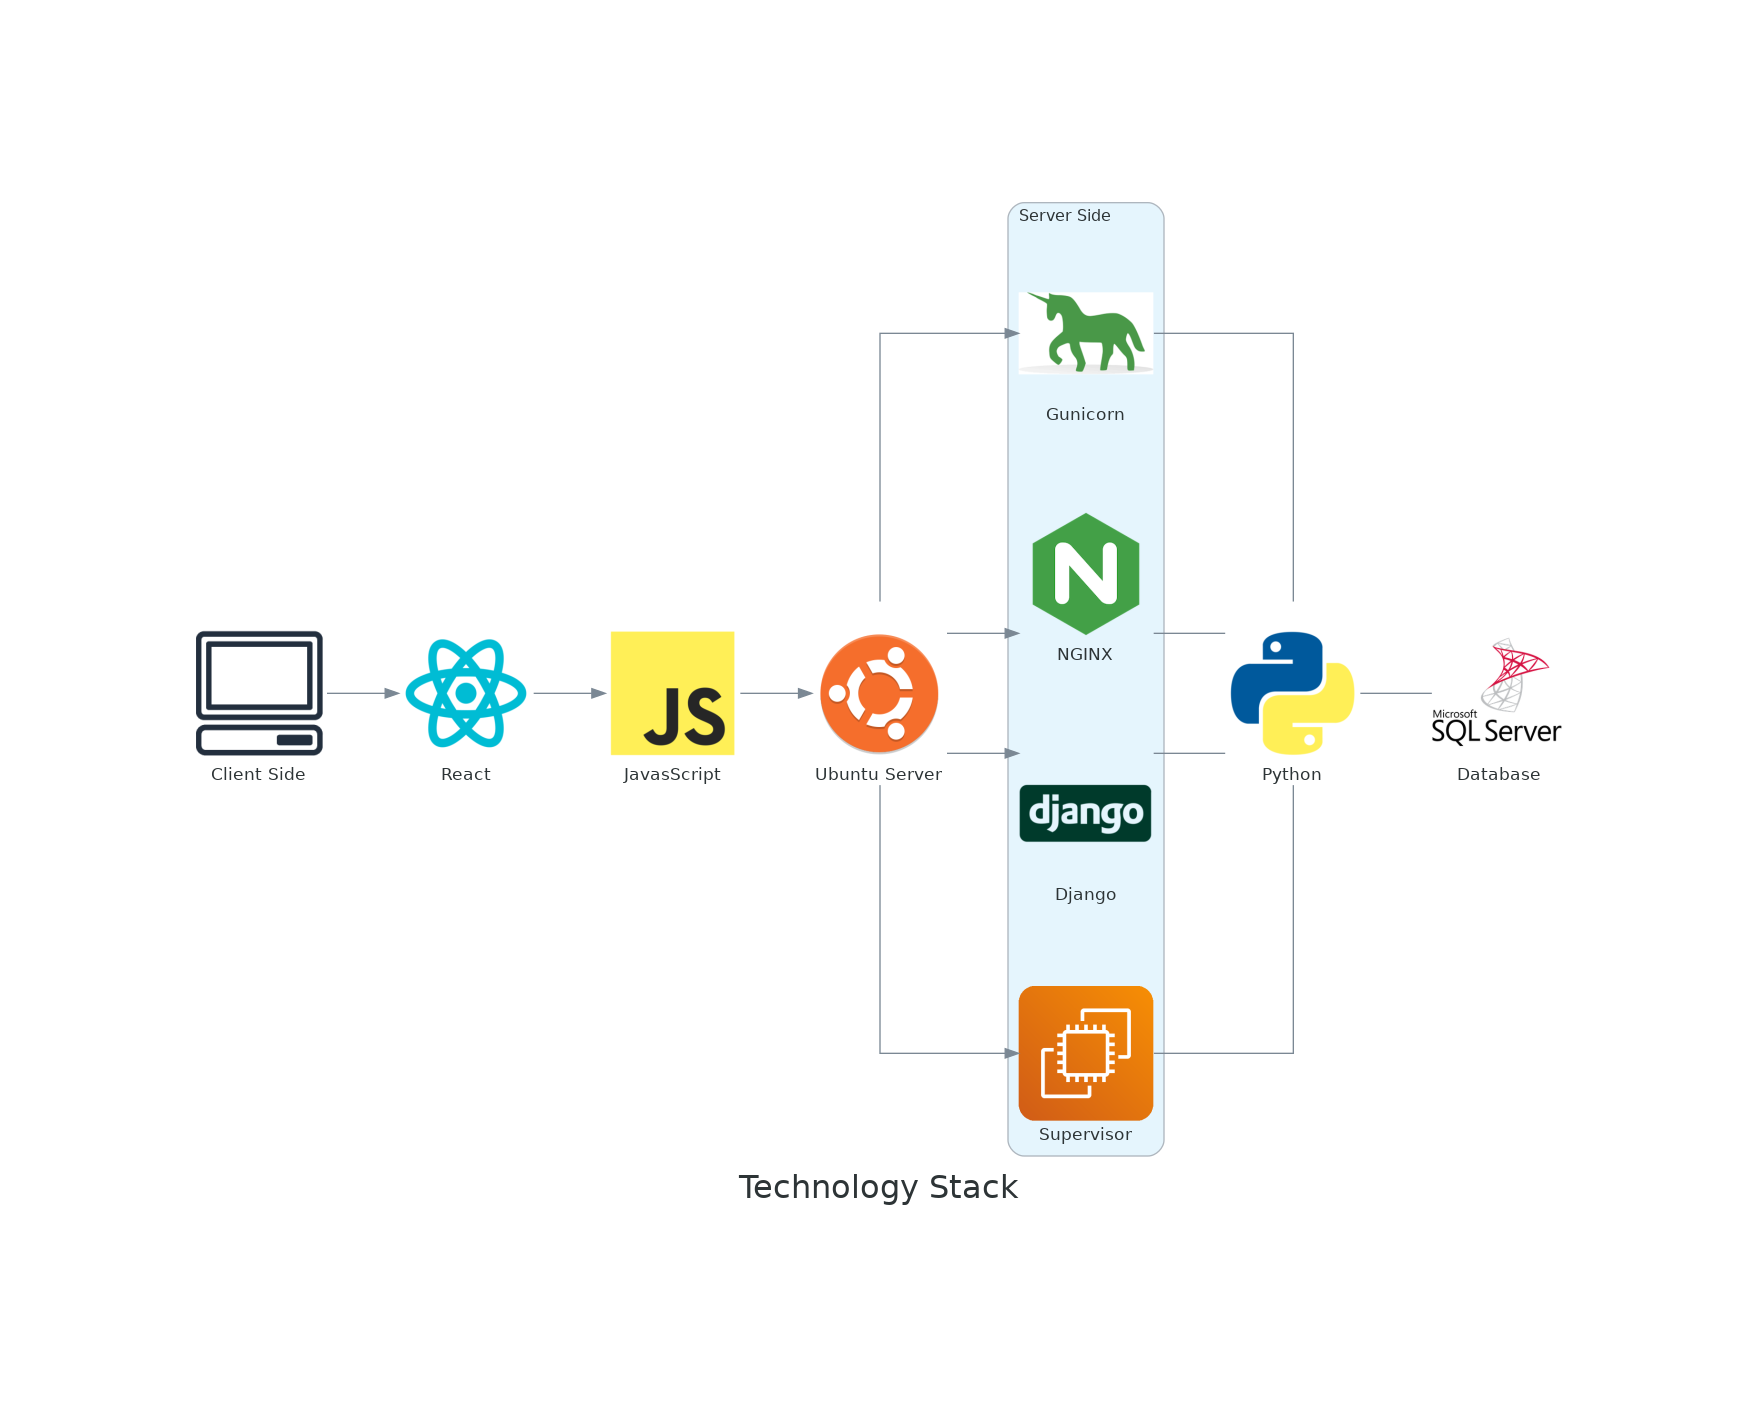 Server Side
Gunicorn
N
NGINX
JS
Microsoft
SQL Server
Client Side
React
JavasScript
Ubuntu Server
Python
Database
django
Django
Supervisor
Technology Stack